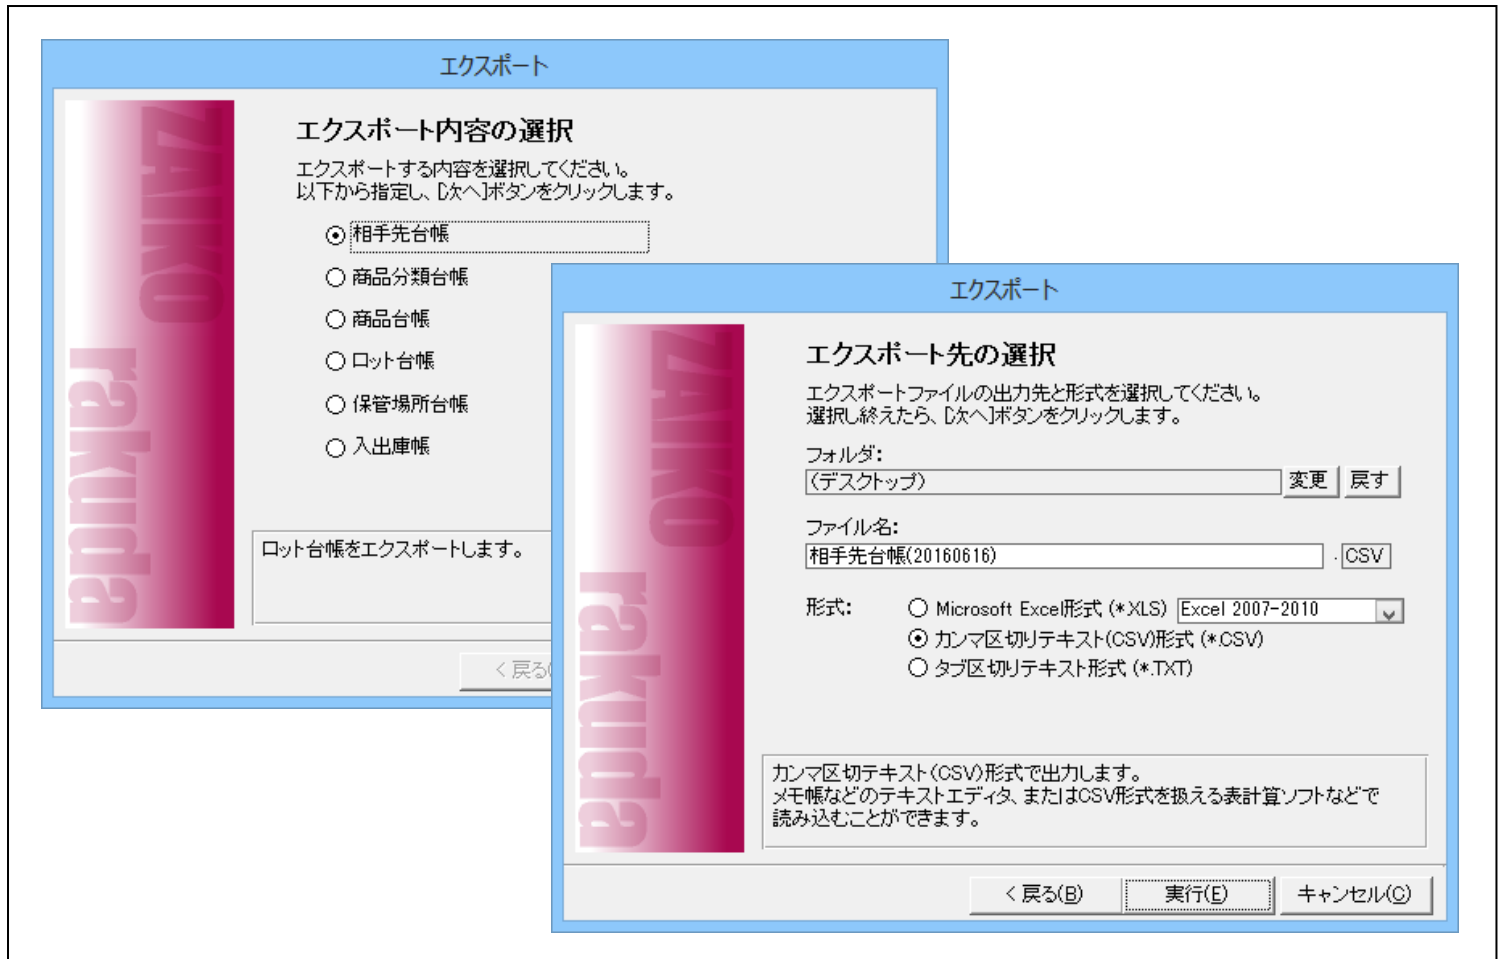 エクスポート
ZAIKO
rakuda
エクスポート内容の選択
エクスポートする内容を選択してください。
以下から指定し、[次へ]ボタンをクリックします。
相手先台帳
商品分類台帳
商品台帳
ロット台帳
保管場所台帳
入出庫帳
ロット台帳をエクスポートします。
< 戻る
エクスポート
ZAIKO
rakuda
エクスポート先の選択
エクスポートファイルの出力先と形式を選択してください。
選択し終えたら、[次へ]ボタンをクリックします。
フォルダ:
(デスクトップ) 変更 戻す
ファイル名:
相手先台帳(20160616) . CSV
形式: Microsoft Excel形式 (*.XLS) Excel 2007-2010
カンマ区切りテキスト(CSV)形式 (*.CSV)
タブ区切りテキスト形式 (*.TXT)
カンマ区切テキスト(CSV)形式で出力します。
メモ帳などのテキストエディタ、またはCSV形式を扱える表計算ソフトなどで
読み込むことができます。
< 戻る(B) 実行(E) キャンセル(C)